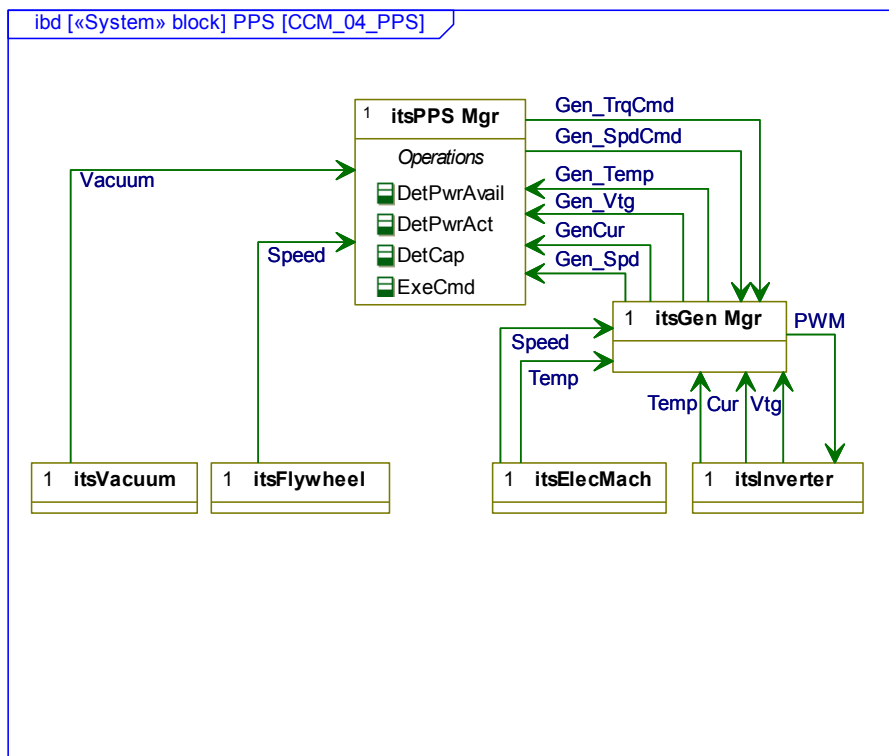 ibd [«System» block] PPS [CCM_04_PPS]
1 itsPPS Mgr
Operations
DetPwrAvail
DetPwrAct
DetCap
ExeCmd
Gen_TrqCmd
Gen_SpdCmd
Gen_Temp
Gen_Vtg
GenCur
Gen_Spd
Vacuum
Speed
1 itsGen Mgr
PWM
Speed
Temp
Temp Cur Vtg
1 itsVacuum
1 itsFlywheel
1 itsElecMach
1 itsInverter